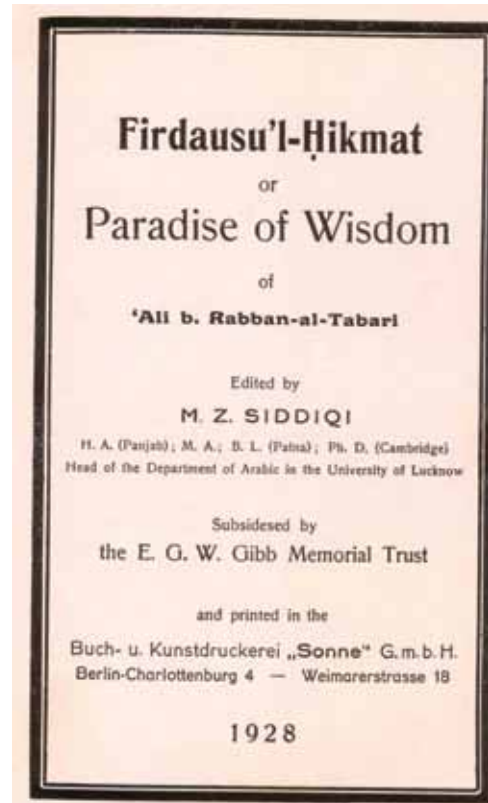 Firdausu'l-Ḥikmat
or
Paradise of Wisdom
of
‘Ali b. Rabban-al-Tabari
Edited by
M. Z. SIDDIQI
H. A. (Panjab); M. A.; B. L. (Patna); Ph. D. (Cambridge)
Head of the Department of Arabic in the University of Lucknow
Subsidesed by
the E. G. W. Gibb Memorial Trust
and printed in the
Buch- u. Kunstdruckerei „Sonne“ G. m. b. H.
Berlin-Charlottenburg 4 — Weimarerstrasse 18
1928